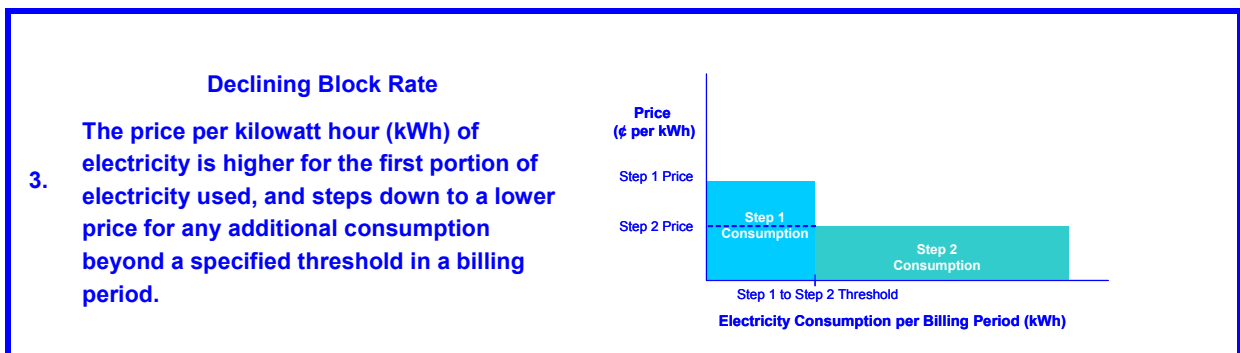 Declining Block Rate
3.
The price per kilowatt hour (kWh) of
electricity is higher for the first portion of
electricity used, and steps down to a lower
price for any additional consumption
beyond a specified threshold in a billing
period.
Price
(¢ per kWh)
Step 1 Price
Step 2 Price
Step 1
Consumption
Step 2
Consumption
Step 1 to Step 2 Threshold
Electricity Consumption per Billing Period (kWh)